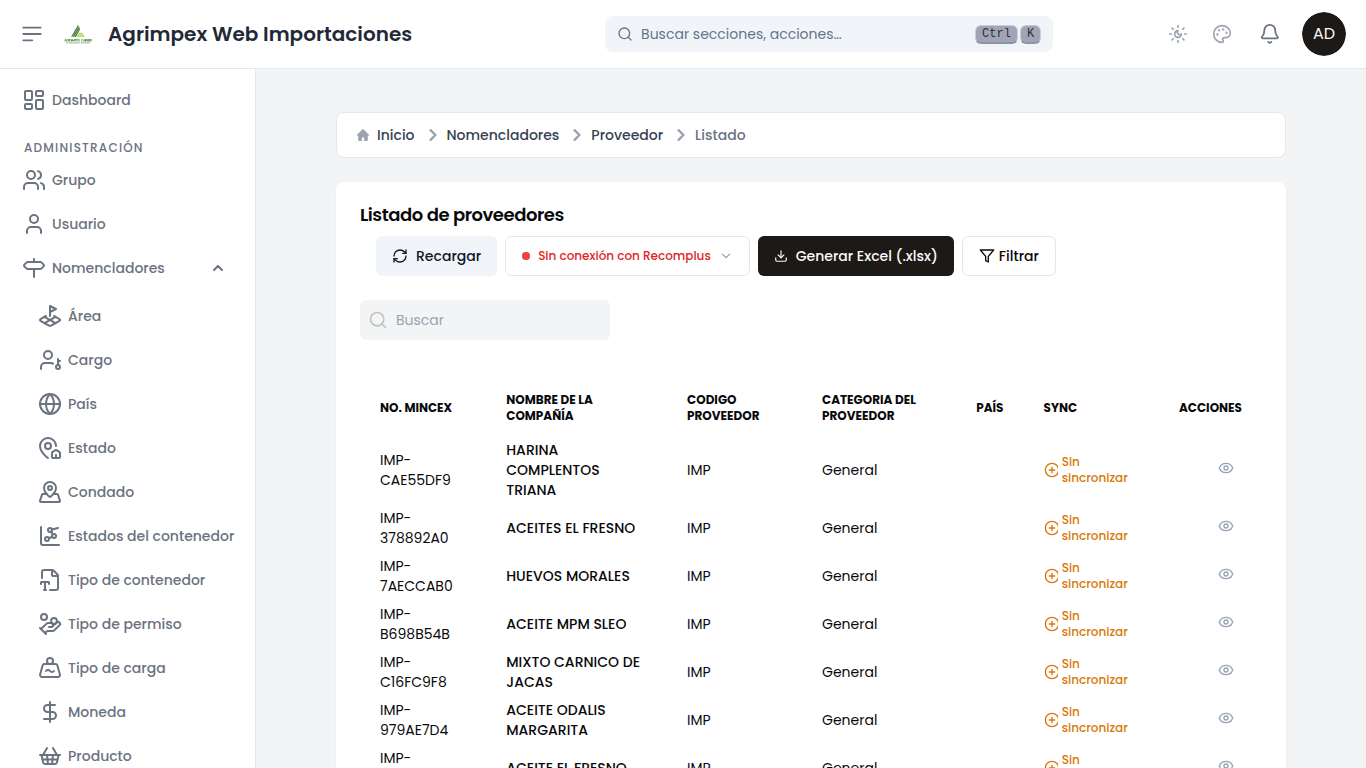 Agrimpex Web Importaciones
Buscar secciones, acciones...
Ctrl K
AD
Dashboard
ADMINISTRACIÓN
Grupo
Usuario
Nomencladores
Área
Cargo
País
Estado
Condado
Estados del contenedor
Tipo de contenedor
Tipo de permiso
Tipo de carga
Moneda
Producto
Inicio > Nomencladores > Proveedor > Listado
Listado de proveedores
Recargar
Sin conexión con Recomplus
Generar Excel (.xlsx)
Filtrar
Buscar
NO. MINCEX
NOMBRE DE LA
COMPAÑÍA
CODIGO
PROVEEDOR
CATEGORIA DEL
PROVEEDOR
PAÍS
SYNC
ACCIONES
IMP-
CAE55DF9
HARINA
COMPLENTOS
TRIANA
IMP
General
Sin
sincronizar
IMP-
378892A0
ACEITES EL FRESNO
IMP
General
Sin
sincronizar
IMP-
7AECCAB0
HUEVOS MORALES
IMP
General
Sin
sincronizar
IMP-
B698B54B
ACEITE MPM SLEO
IMP
General
Sin
sincronizar
IMP-
C16FC9F8
MIXTO CARNICO DE
JACAS
IMP
General
Sin
sincronizar
IMP-
979AE7D4
ACEITE ODALIS
MARGARITA
IMP
General
Sin
sincronizar
IMP-
ACEITE EL FRESNO
IMP
General
Sin